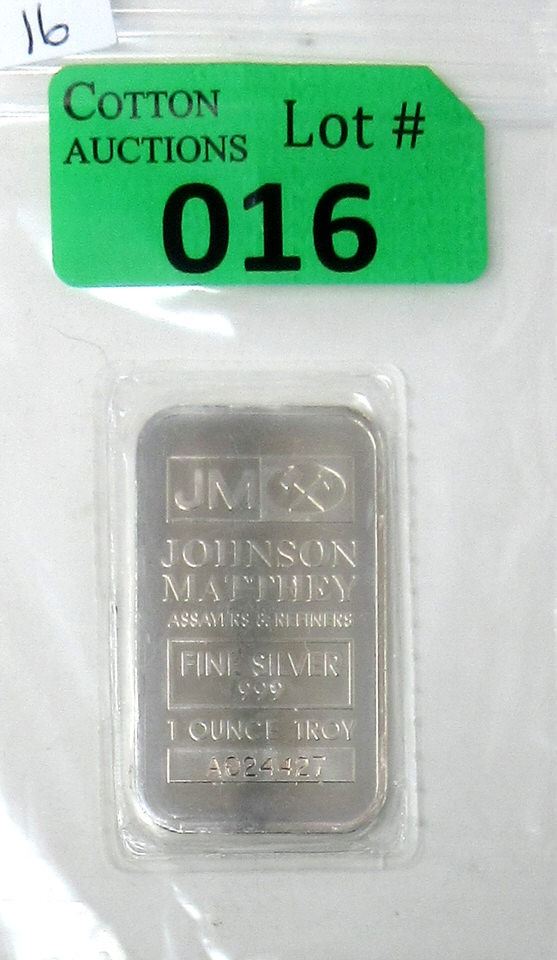 16
COTTON
AUCTIONS
Lot #
016
JM
JOHNSON
MATTHEY
ASSAYERS & REFINERS
FINE SILVER
999
1 OUNCE TROY
A024427